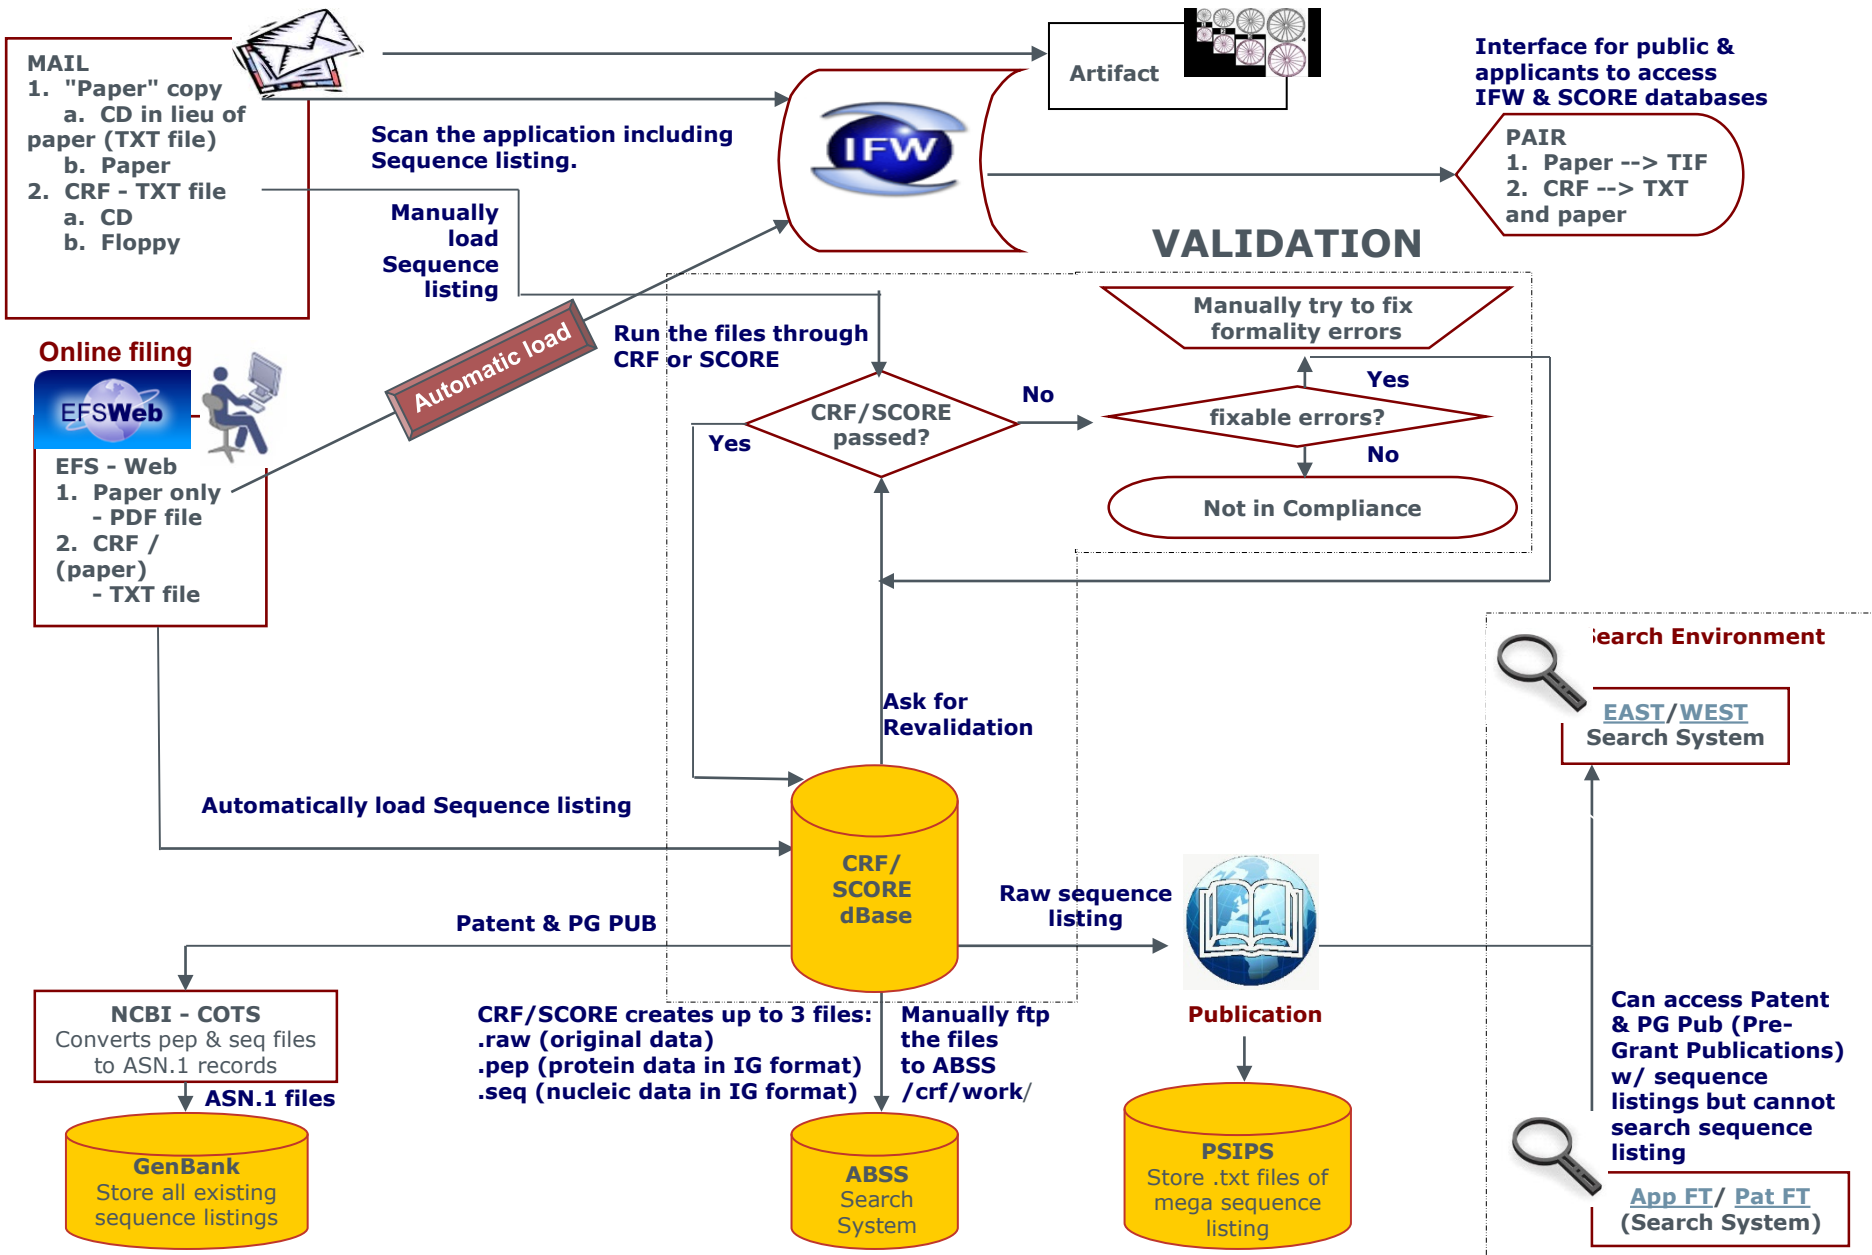 MAIL
1. "Paper" copy
a. CD in lieu of
paper (TXT file)
b. Paper
2. CRF - TXT file
a. CD
b. Floppy
Artifact
Interface for public &
applicants to access
IFW & SCORE databases
IFW
PAIR
1. Paper --> TIF
2. CRF --> TXT
and paper
Scan the application including
Sequence listing.
Manually
load
Sequence
listing
VALIDATION
Online filing
EFSWeb
EFS - Web
1. Paper only
- PDF file
2. CRF /
(paper)
- TXT file
Automatic load
Run the files through
CRF or SCORE
CRF/SCORE
passed?
Yes
No
Manually try to fix
formality errors
Yes
fixable errors?
No
Not in Compliance
Ask for
Revalidation
Automatically load Sequence listing
CRF/
SCORE
dBase
Patent & PG PUB
Raw sequence
listing
Publication
Search Environment
EAST/WEST
Search System
NCBI - COTS
Converts pep & seq files
to ASN.1 records
ASN.1 files
GenBank
Store all existing
sequence listings
CRF/SCORE creates up to 3 files:
.raw (original data)
.pep (protein data in IG format)
.seq (nucleic data in IG format)
Manually ftp
the files
to ABSS
/crf/work/
ABSS
Search
System
PSIPS
Store .txt files of
mega sequence
listing
Can access Patent
& PG Pub (Pre-
Grant Publications)
w/ sequence
listings but cannot
search sequence
listing
App FT/ Pat FT
(Search System)